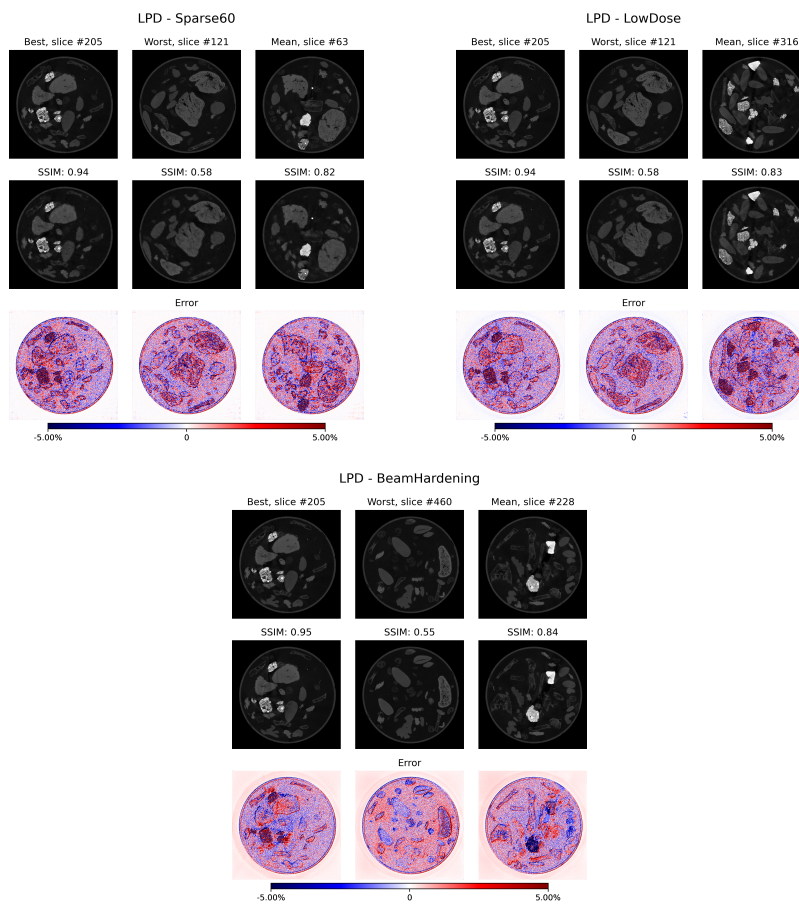 LPD - Sparse60
Best, slice #205 Worst, slice #121 Mean, slice #63
SSIM: 0.94 SSIM: 0.58 SSIM: 0.82
Error
-5.00% 0 5.00%
LPD - LowDose
Best, slice #205 Worst, slice #121 Mean, slice #316
SSIM: 0.94 SSIM: 0.58 SSIM: 0.83
Error
-5.00% 0 5.00%
LPD - BeamHardening
Best, slice #205 Worst, slice #460 Mean, slice #228
SSIM: 0.95 SSIM: 0.55 SSIM: 0.84
Error
-5.00% 0 5.00%